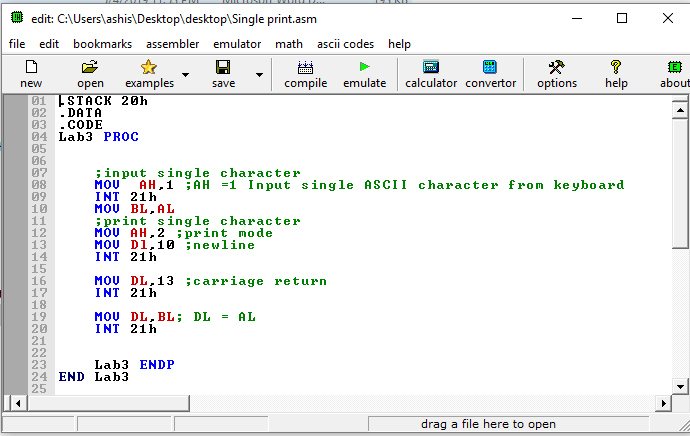 edit: C:\Users\ashis\Desktop\desktop\Single print.asm
file edit bookmarks assembler emulator math ascii codes help
new open examples save compile emulate calculator convertor options help about
01 .STACK 20h
02 .DATA
03 .CODE
04 Lab3 PROC
05
06
07 ;input single character
08 MOV AH,1 ;AH =1 Input single ASCII character from keyboard
09 INT 21h
10 MOV BL,AL
11 ;print single character
12 MOV AH,2 ;print mode
13 MOV Dl,10 ;newline
14 INT 21h
15
16 MOV DL,13 ;carriage return
17 INT 21h
18
19 MOV DL,BL; DL = AL
20 INT 21h
21
22
23 Lab3 ENDP
24 END Lab3
25
drag a file here to open